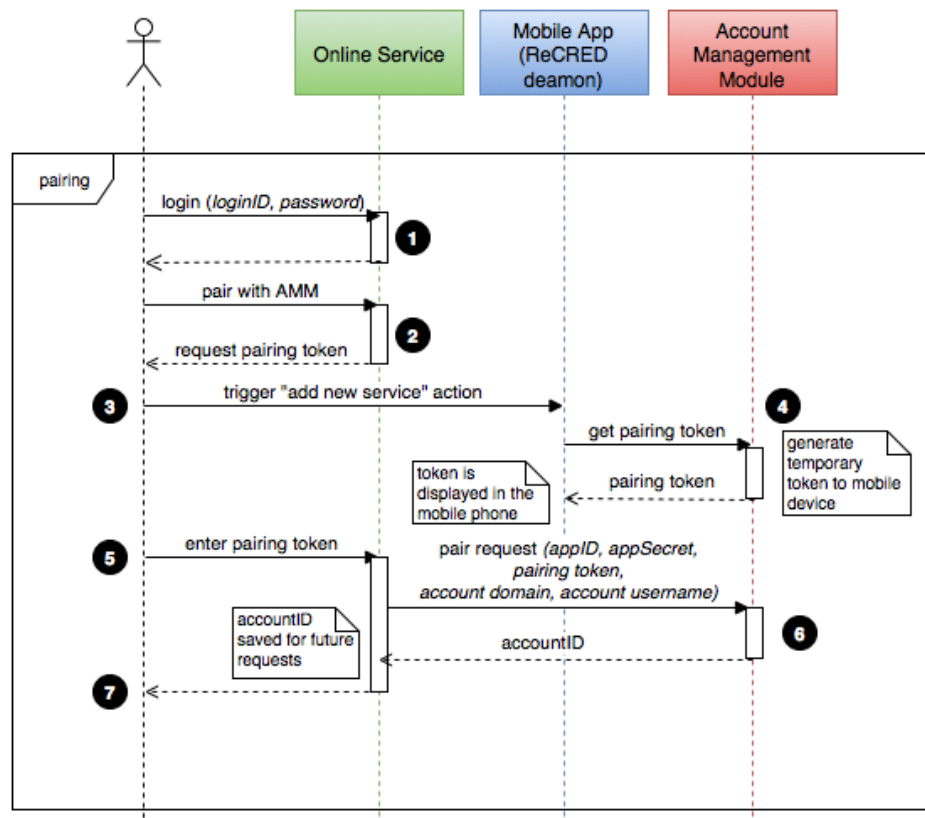 Online Service
Mobile App
(ReCRED
deamon)
Account
Management
Module
pairing
login (loginID, password)
1
pair with AMM
2
request pairing token
3
trigger "add new service" action
4
get pairing token
generate
temporary
token to mobile
device
token is
displayed in the
mobile phone
pairing token
5
enter pairing token
pair request (appID, appSecret,
pairing token,
account domain, account username)
accountID
saved for future
requests
6
accountID
7